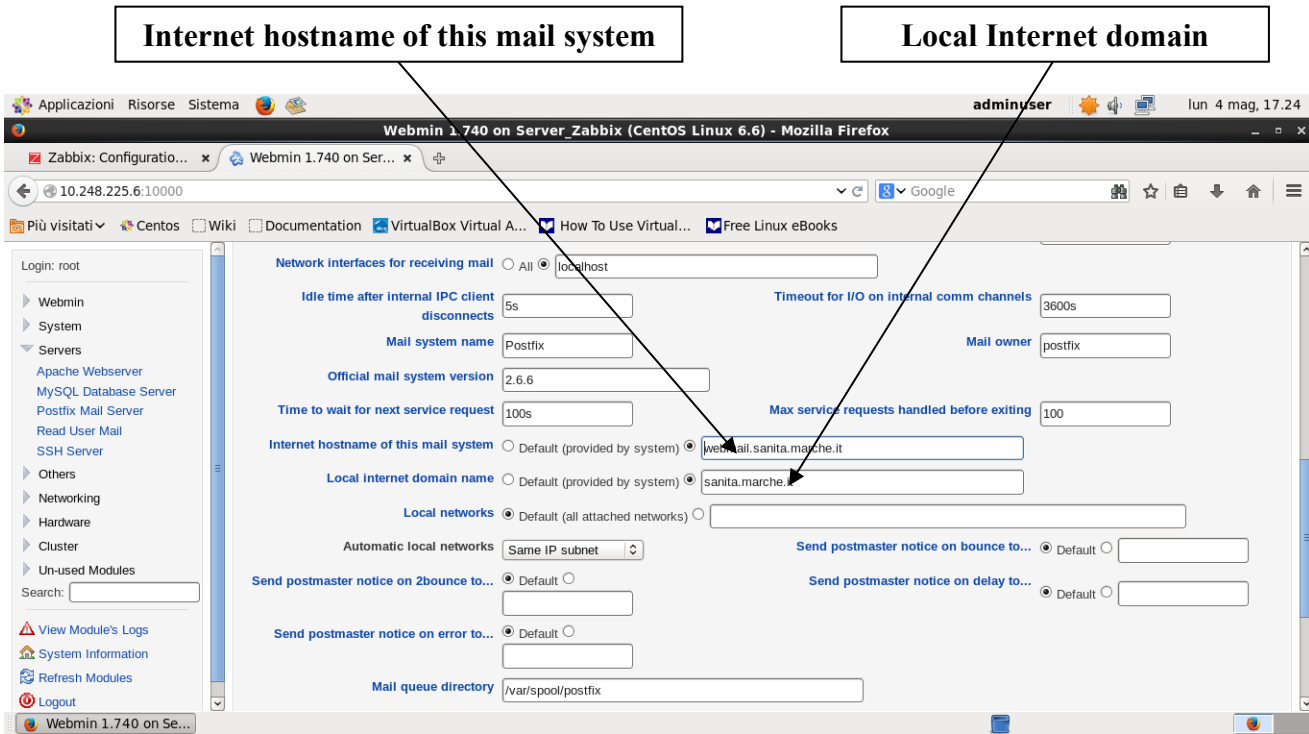 Internet hostname of this mail system
Local Internet domain
Applicazioni Risorse Sistema
adminuser
lun 4 mag, 17.24
Webmin 1.740 on Server_Zabbix (CentOS Linux 6.6) - Mozilla Firefox
Zabbix: Configuratio...
Webmin 1.740 on Ser...
10.248.225.6:10000
Google
Più visitati
Centos
Wiki
Documentation
VirtualBox Virtual A...
How To Use Virtual...
Free Linux eBooks
Login: root
Webmin
System
Servers
Apache Webserver
MySQL Database Server
Postfix Mail Server
Read User Mail
SSH Server
Others
Networking
Hardware
Cluster
Un-used Modules
Search:
View Module's Logs
System Information
Refresh Modules
Logout
Network interfaces for receiving mail All localhost
Idle time after internal IPC client disconnects 5s
Timeout for I/O on internal comm channels 3600s
Mail system name Postfix
Mail owner postfix
Official mail system version 2.6.6
Time to wait for next service request 100s
Max service requests handled before exiting 100
Internet hostname of this mail system Default (provided by system) webmail.sanita.marche.it
Local internet domain name Default (provided by system) sanita.marche.it
Local networks Default (all attached networks)
Automatic local networks Same IP subnet
Send postmaster notice on bounce to... Default
Send postmaster notice on 2bounce to... Default
Send postmaster notice on delay to... Default
Send postmaster notice on error to... Default
Mail queue directory /var/spool/postfix
Webmin 1.740 on Se...